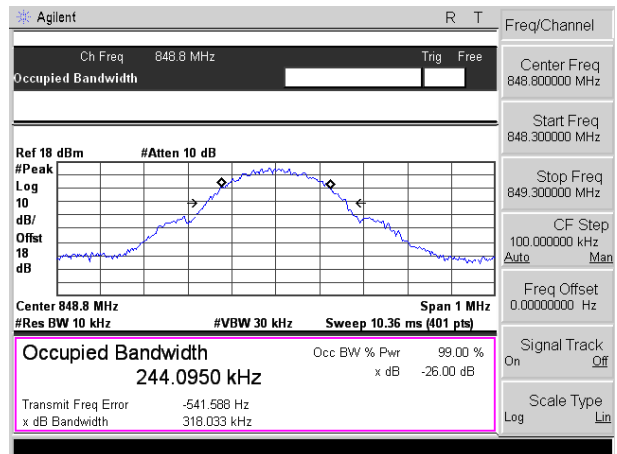 Agilent R T
Ch Freq 848.8 MHz Trig Free
Occupied Bandwidth
Ref 18 dBm #Atten 10 dB
#Peak
Log
10
dB/
Offst
18
dB
Center 848.8 MHz Span 1 MHz
#Res BW 10 kHz #VBW 30 kHz Sweep 10.36 ms (401 pts)
Occupied Bandwidth Occ BW % Pwr 99.00 %
244.0950 kHz x dB -26.00 dB
Transmit Freq Error -541.588 Hz
x dB Bandwidth 318.033 kHz
Freq/Channel
Center Freq
848.800000 MHz
Start Freq
848.300000 MHz
Stop Freq
849.300000 MHz
CF Step
100.000000 kHz
Auto Man
Freq Offset
0.00000000 Hz
Signal Track
On Off
Scale Type
Log Lin